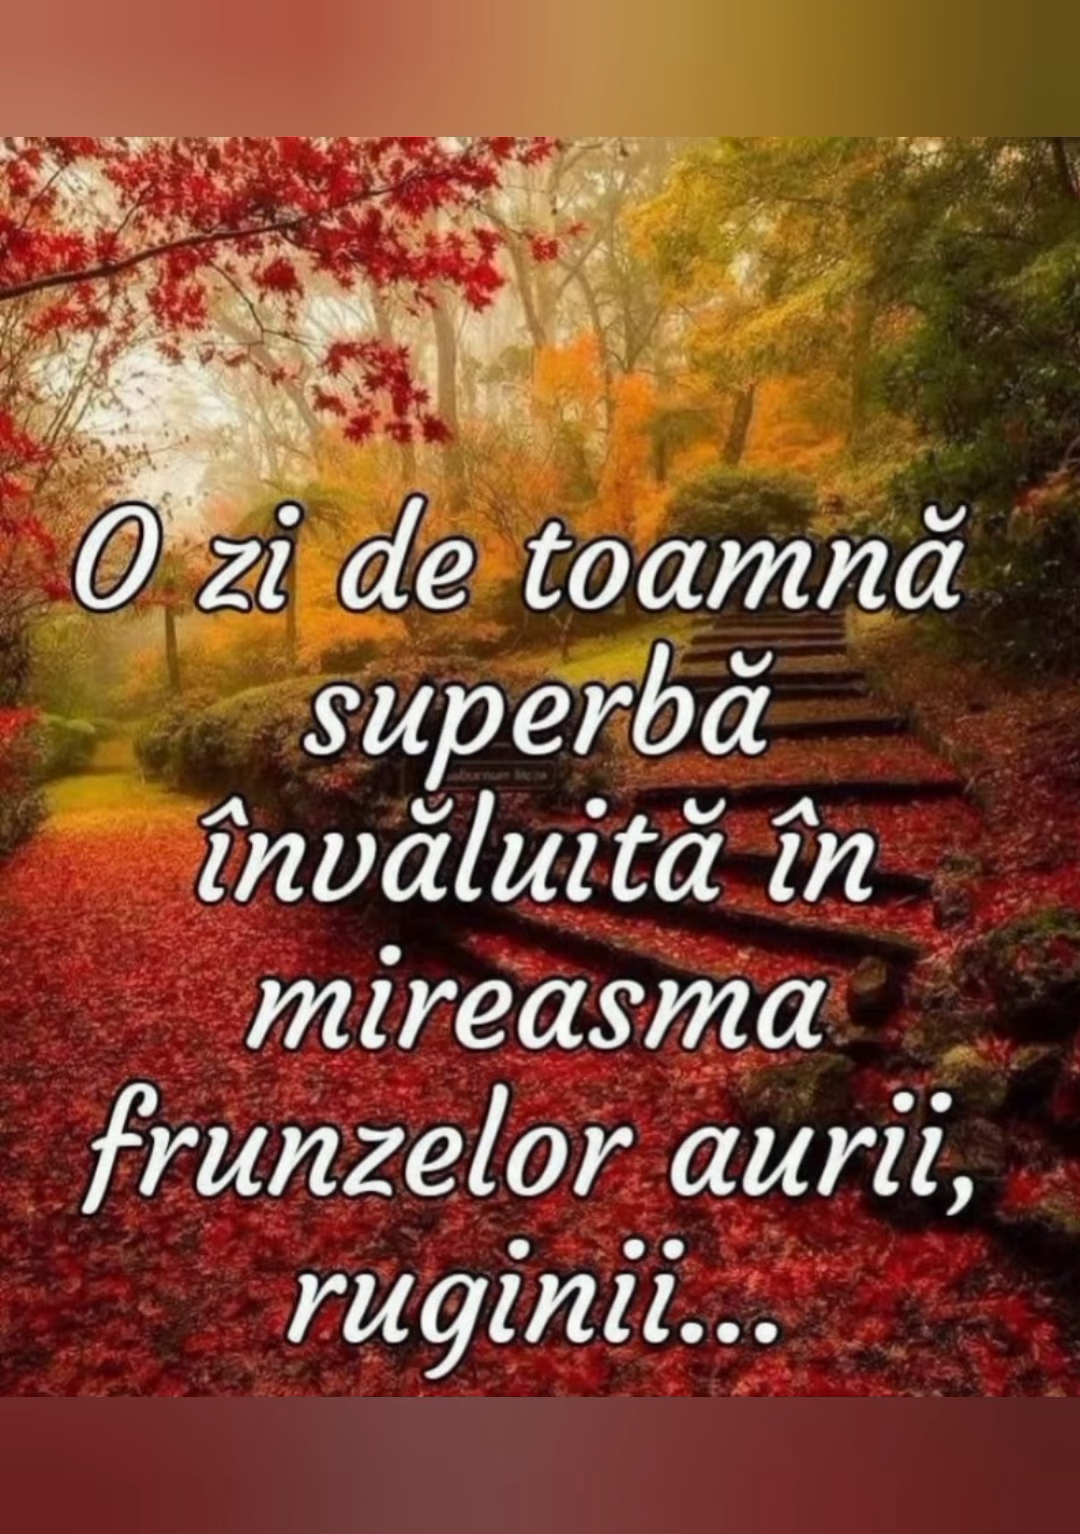 O zi de toamnă
superbă
învăluită în
mireasma
frunzelor aurii,
ruginii...